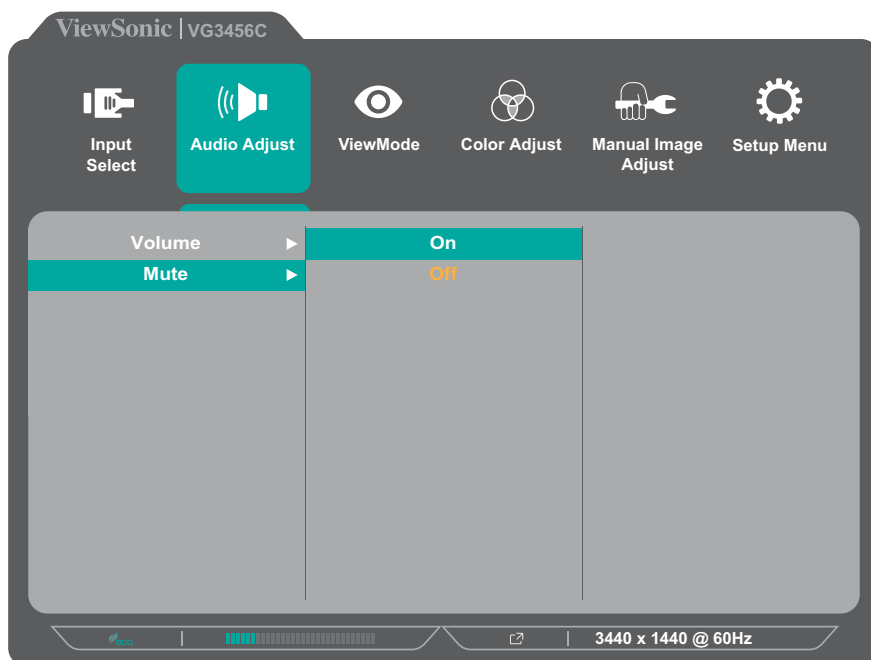 ViewSonic | VG3456C
Input Select
Audio Adjust
ViewMode
Color Adjust
Manual Image Adjust
Setup Menu
Volume
On
Mute
Off
eco
3440 x 1440 @ 60Hz